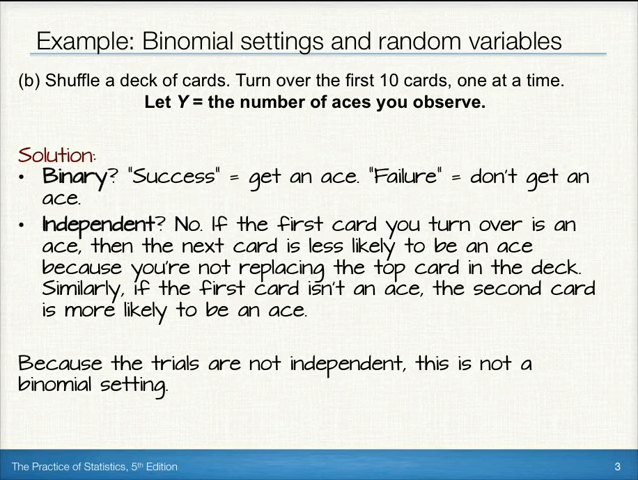 Example: Binomial settings and random variables
(b) Shuffle a deck of cards. Turn over the first 10 cards, one at a time.
Let Y = the number of aces you observe.
Solution:
• Binary? "Success" = get an ace. "Failure" = don't get an
ace.
• Independent? No. If the first card you turn over is an
ace, then the next card is less likely to be an ace
because you're not replacing the top card in the deck.
Similarly, if the first card isn't an ace, the second card
is more likely to be an ace.
Because the trials are not independent, this is not a
binomial setting.
The Practice of Statistics, 5th Edition
3